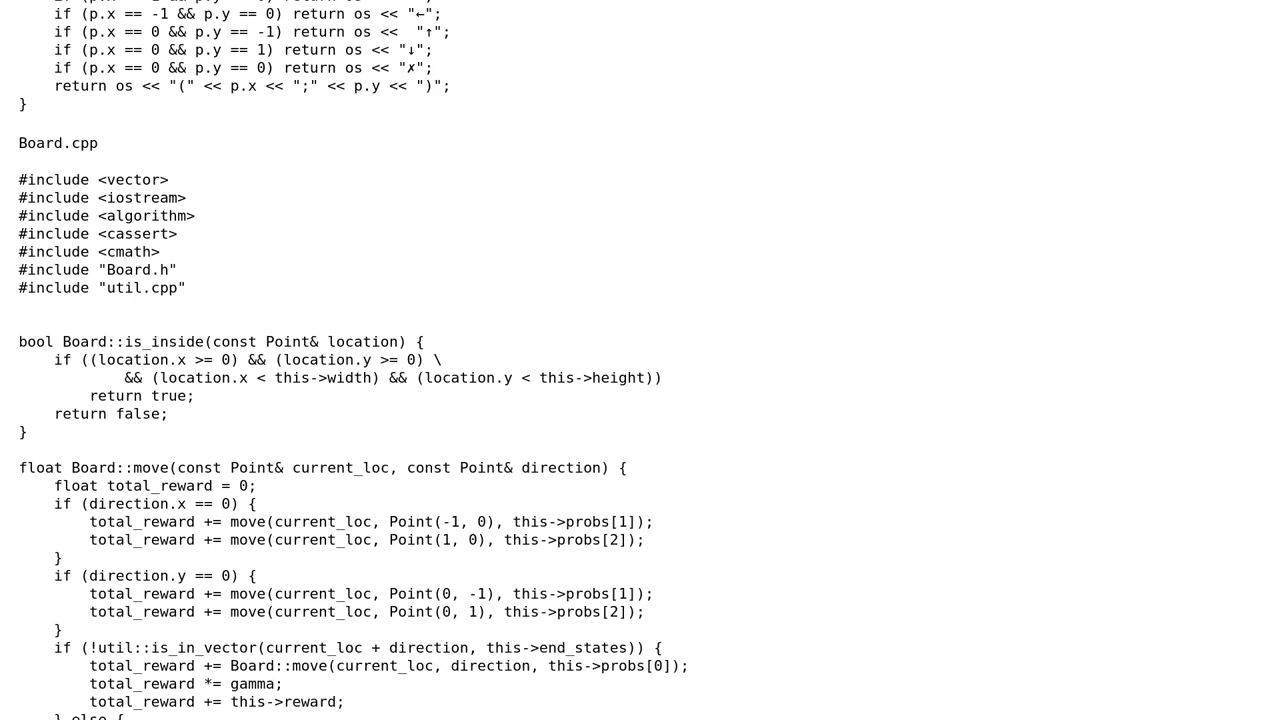 if (p.x == -1 && p.y == 0) return os << "←";
if (p.x == 0 && p.y == -1) return os <<  "↑";
if (p.x == 0 && p.y == 1) return os << "↓";
if (p.x == 0 && p.y == 0) return os << "✗";
return os << "(" << p.x << ";" << p.y << ")";
}
Board.cpp
#include <vector>
#include <iostream>
#include <algorithm>
#include <cassert>
#include <cmath>
#include "Board.h"
#include "util.cpp"
bool Board::is_inside(const Point& location) {
if ((location.x >= 0) && (location.y >= 0) \
&& (location.x < this->width) && (location.y < this->height))
return true;
return false;
}
float Board::move(const Point& current_loc, const Point& direction) {
float total_reward = 0;
if (direction.x == 0) {
total_reward += move(current_loc, Point(-1, 0), this->probs[1]);
total_reward += move(current_loc, Point(1, 0), this->probs[2]);
}
if (direction.y == 0) {
total_reward += move(current_loc, Point(0, -1), this->probs[1]);
total_reward += move(current_loc, Point(0, 1), this->probs[2]);
}
if (!util::is_in_vector(current_loc + direction, this->end_states)) {
total_reward += Board::move(current_loc, direction, this->probs[0]);
total_reward *= gamma;
total_reward += this->reward;
} else {